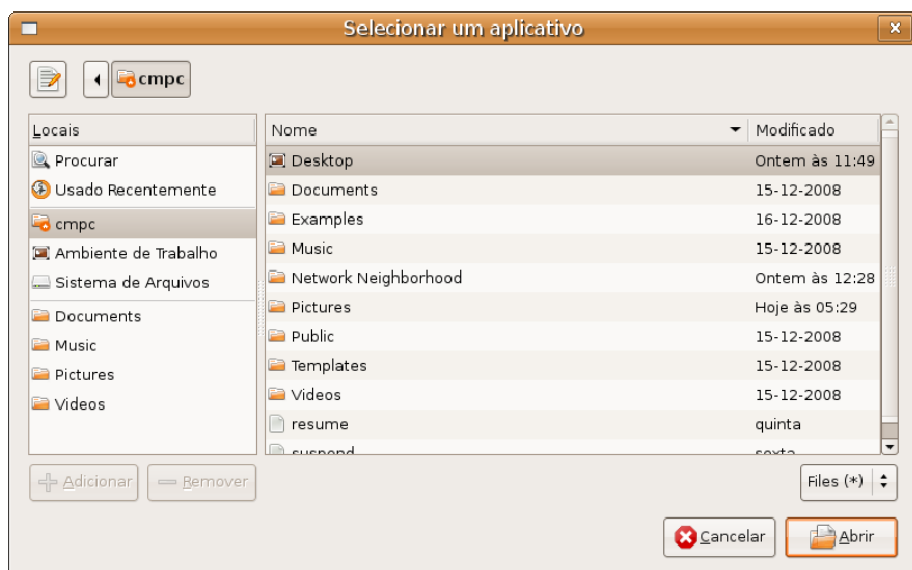 Selecionar um aplicativo
cmpc
Locais
Procurar
Usado Recentemente
cmpc
Ambiente de Trabalho
Sistema de Arquivos
Documents
Music
Pictures
Videos
Nome Modificado
Desktop Ontem às 11:49
Documents 15-12-2008
Examples 16-12-2008
Music 15-12-2008
Network Neighborhood Ontem às 12:28
Pictures Hoje às 05:29
Public 15-12-2008
Templates 15-12-2008
Videos 15-12-2008
resume quinta
suspend sexta
Adicionar Remover Files (*)
Cancelar Abrir